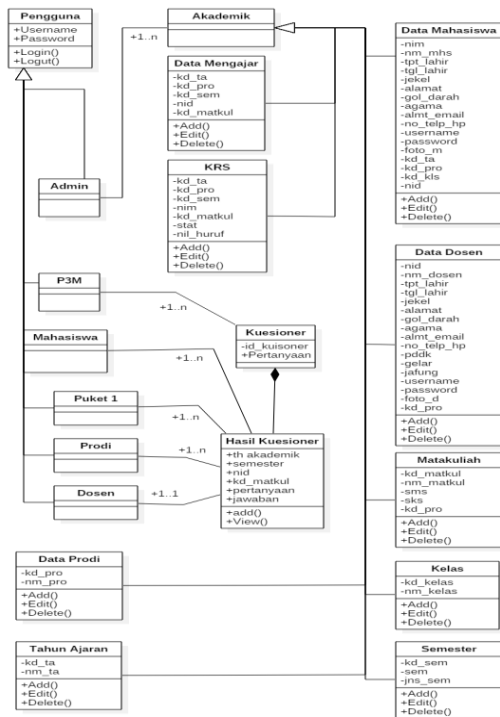 Pengguna
+Username
+Password
+Login()
+Logut()
+1..n
Akademik
Data Mengajar
-kd_ta
-kd_pro
-kd_sem
-nid
-kd_matkul
+Add()
+Edit()
+Delete()
KRS
-kd_ta
-kd_pro
-kd_sem
-nim
-kd_matkul
-stat
-nil_huruf
+Add()
+Edit()
+Delete()
Admin
P3M
+1..n
Kuesioner
-id_kuisoner
+Pertanyaan
Mahasiswa
+1..n
Puket 1
+1..n
Prodi
+1..n
Dosen
+1..1
Hasil Kuesioner
+th akademik
+semester
+nid
+kd_matkul
+pertanyaan
+jawaban
+add()
+View()
Data Prodi
-kd_pro
-nm_pro
+Add()
+Edit()
+Delete()
Tahun Ajaran
-kd_ta
-nm_ta
+Add()
+Edit()
+Delete()
Data Mahasiswa
-nim
-nm_mhs
-tpt_lahir
-tgl_lahir
-jekel
-alamat
-gol_darah
-agama
-almt_email
-no_telp_hp
-username
-password
-foto_m
-kd_ta
-kd_pro
-kd_kls
-nid
+Add()
+Edit()
+Delete()
Data Dosen
-nid
-nm_dosen
-tpt_lahir
-tgl_lahir
-jekel
-alamat
-gol_darah
-agama
-almt_email
-no_telp_hp
-pddk
-gelar
-jafung
-username
-password
-foto_d
-kd_pro
+Add()
+Edit()
+Delete()
Matakuliah
-kd_matkul
-nm_matkul
-sms
-sks
-kd_pro
+Add()
+Edit()
+Delete()
Kelas
-kd_kelas
-nm_kelas
+Add()
+Edit()
+Delete()
Semester
-kd_sem
-sem
-jns_sem
+Add()
+Edit()
+Delete()